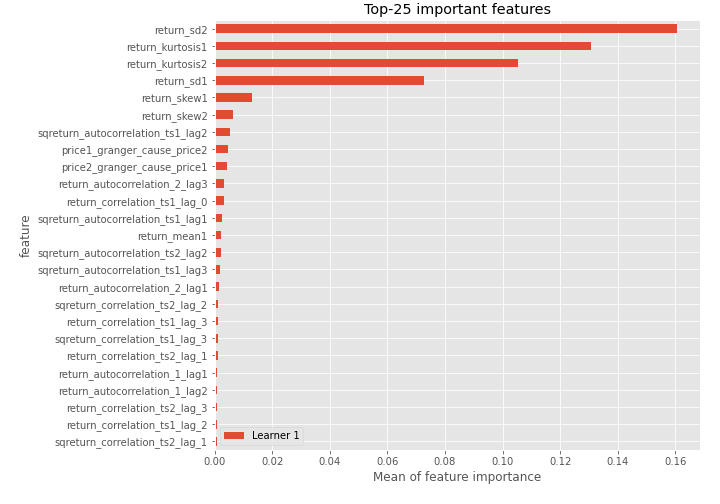 Top-25 important features
return_sd2
return_kurtosis1
return_kurtosis2
return_sd1
return_skew1
return_skew2
sqreturn_autocorrelation_ts1_lag2
price1_granger_cause_price2
price2_granger_cause_price1
return_autocorrelation_2_lag3
return_correlation_ts1_lag_0
sqreturn_autocorrelation_ts1_lag1
return_mean1
sqreturn_autocorrelation_ts2_lag2
sqreturn_autocorrelation_ts1_lag3
return_autocorrelation_2_lag1
sqreturn_correlation_ts2_lag_2
return_correlation_ts1_lag_3
sqreturn_correlation_ts1_lag_3
return_correlation_ts2_lag_1
return_autocorrelation_1_lag1
return_autocorrelation_1_lag2
return_correlation_ts2_lag_3
return_correlation_ts1_lag_2
sqreturn_correlation_ts2_lag_1
feature
Learner 1
0.00 0.02 0.04 0.06 0.08 0.10 0.12 0.14 0.16
Mean of feature importance